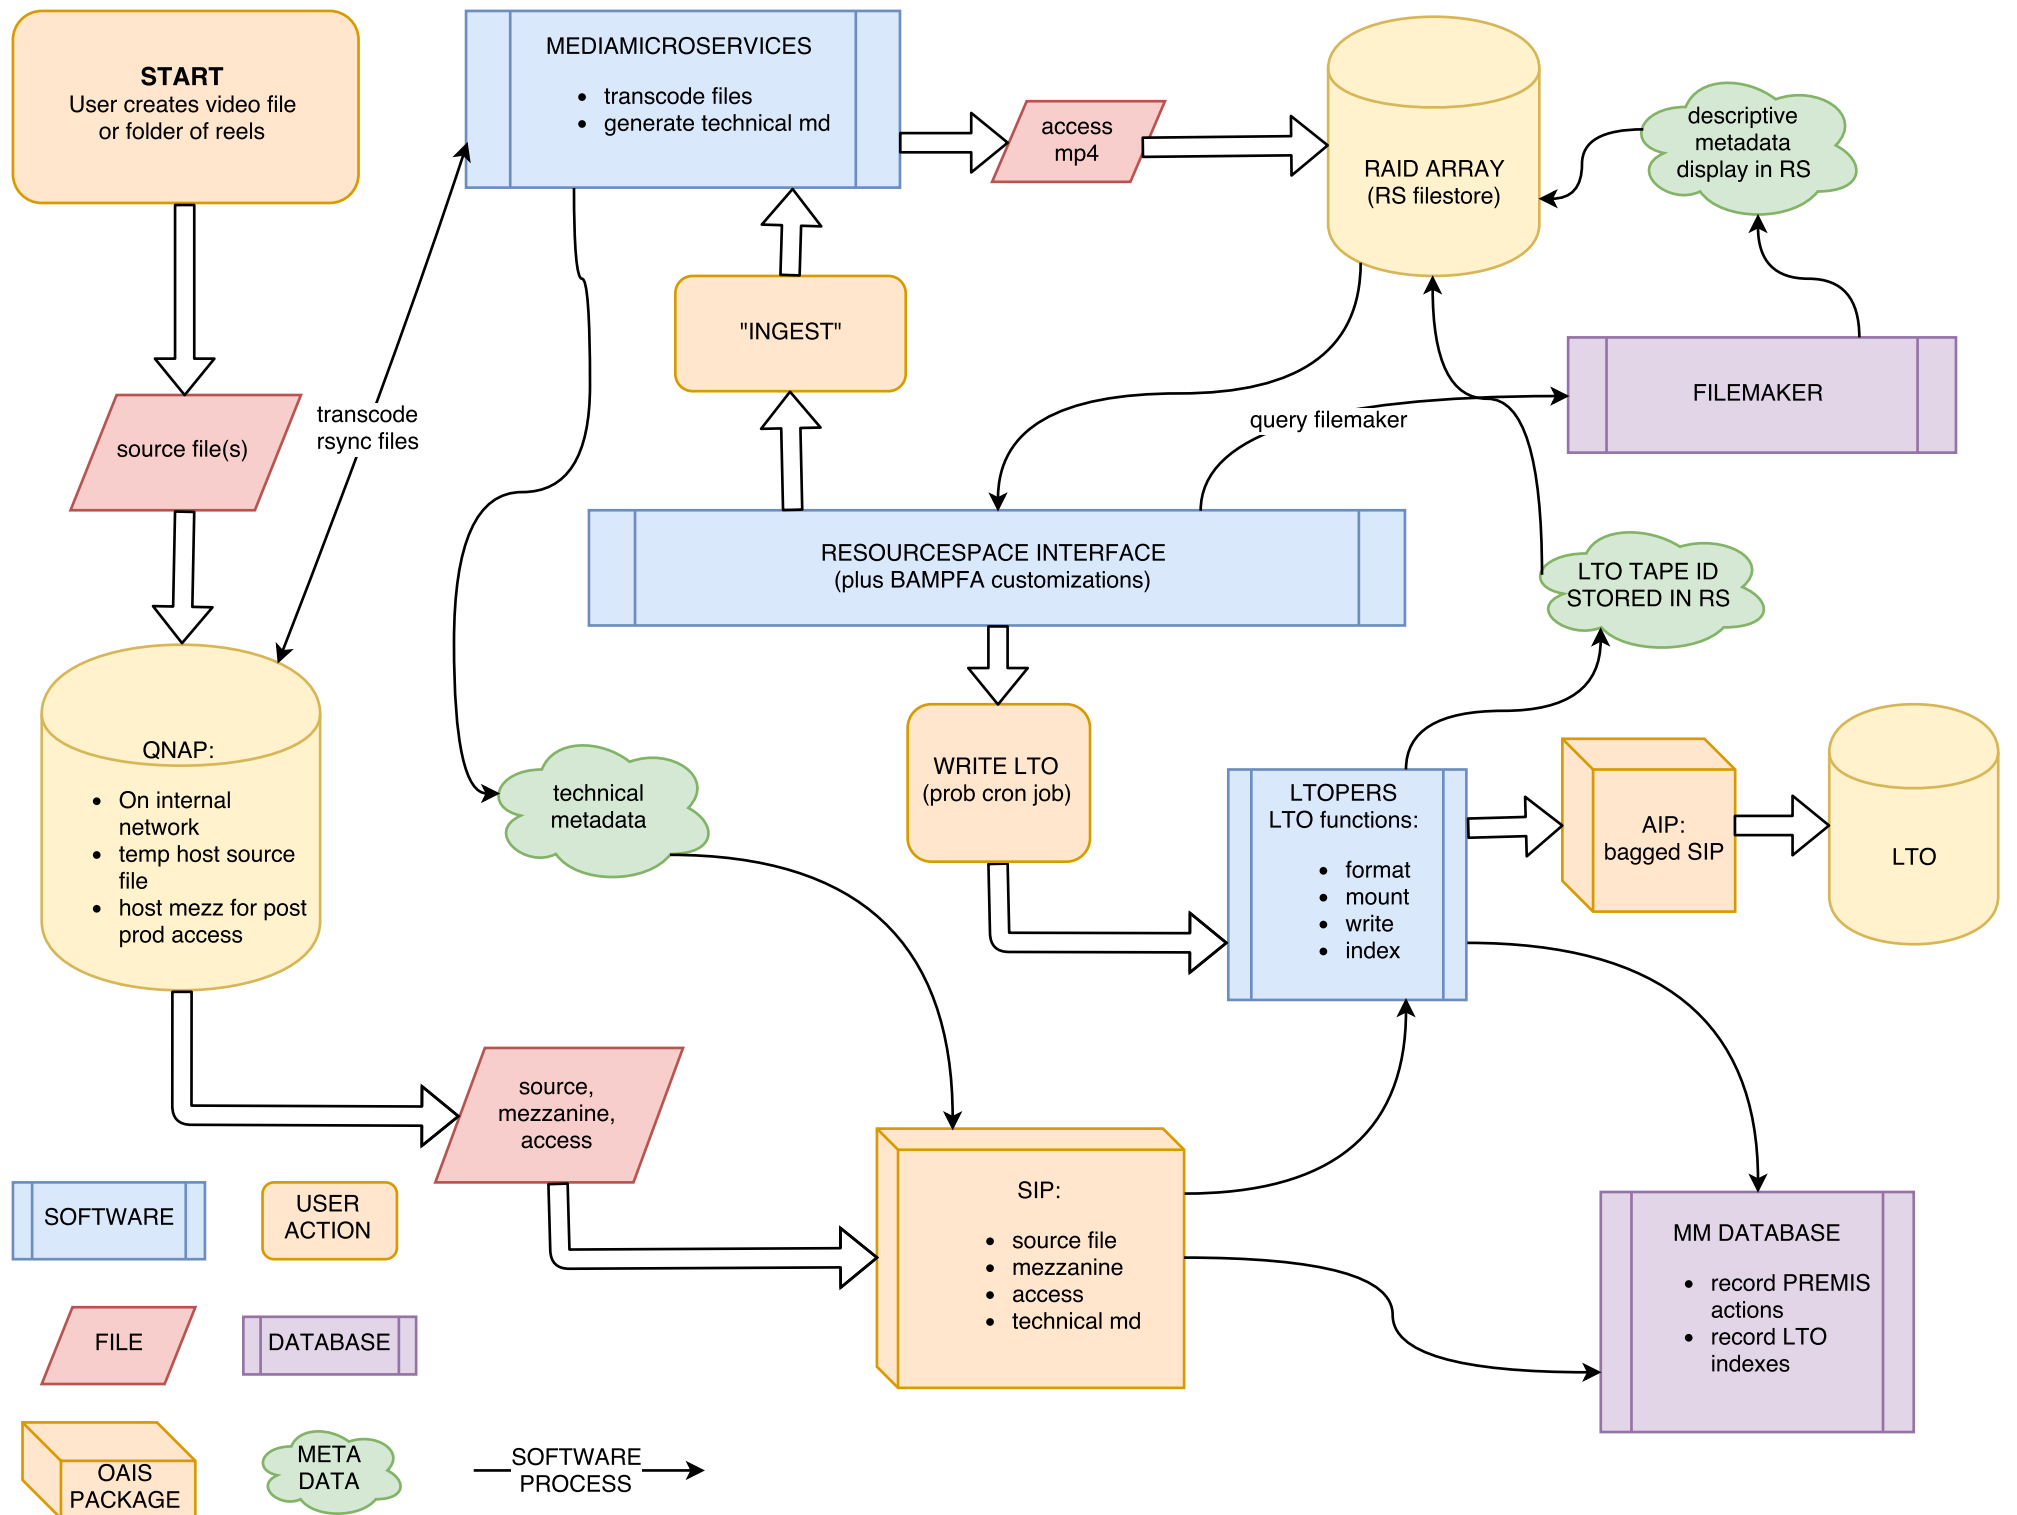 START
User creates video file
or folder of reels
MEDIAMICROSERVICES
transcode files
generate technical md
access
mp4
RAID ARRAY
(RS filestore)
descriptive
metadata
display in RS
"INGEST"
FILEMAKER
source file(s)
transcode
rsync files
query filemaker
RESOURCESPACE INTERFACE
(plus BAMPFA customizations)
LTO TAPE ID
STORED IN RS
QNAP:
On internal
network
temp host source
file
host mezz for post
prod access
technical
metadata
WRITE LTO
(prob cron job)
LTOPERS
LTO functions:
format
mount
write
index
AIP:
bagged SIP
LTO
source,
mezzanine,
access
SIP:
source file
mezzanine
access
technical md
MM DATABASE
record PREMIS
actions
record LTO
indexes
SOFTWARE
USER
ACTION
FILE
DATABASE
OAIS
PACKAGE
META
DATA
SOFTWARE
PROCESS